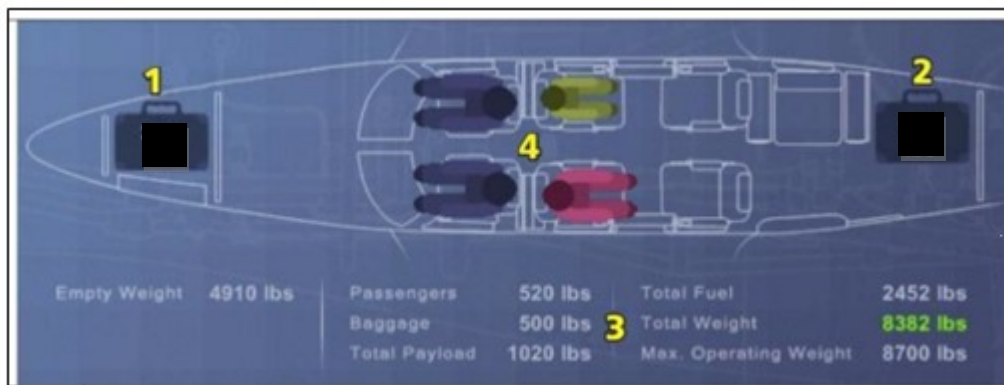 1
2
4
Empty Weight 4910 lbs
Passengers 520 lbs
Baggage 500 lbs
Total Payload 1020 lbs
3
Total Fuel 2452 lbs
Total Weight 8382 lbs
Max. Operating Weight 8700 lbs